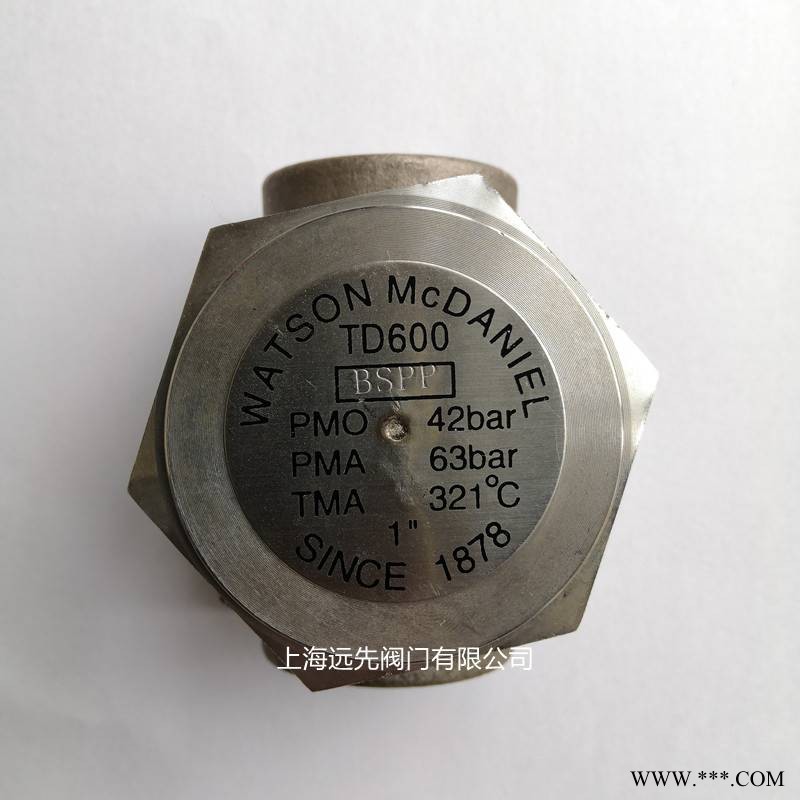 WATSON McDANIEL
TD600
BSPP
PMO 42bar
PMA 63bar
TMA 321°C
1"
SINCE 1878
上海远先阀门有限公司
WWW.***.COM